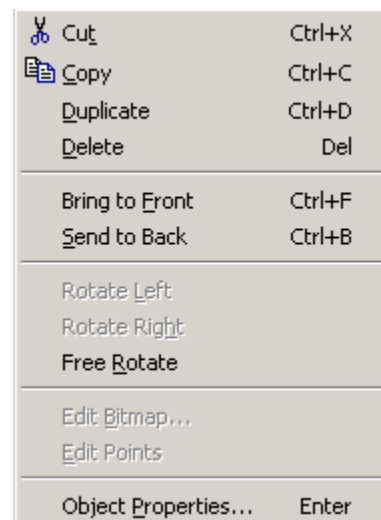 Cut Ctrl+X
Copy Ctrl+C
Duplicate Ctrl+D
Delete Del
Bring to Front Ctrl+F
Send to Back Ctrl+B
Rotate Left
Rotate Right
Free Rotate
Edit Bitmap...
Edit Points
Object Properties... Enter